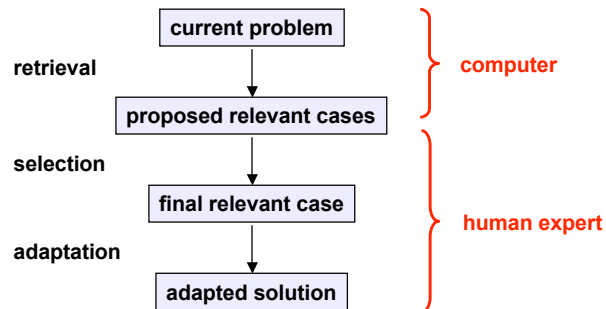 current problem
retrieval
computer
proposed relevant cases
selection
final relevant case
human expert
adaptation
adapted solution